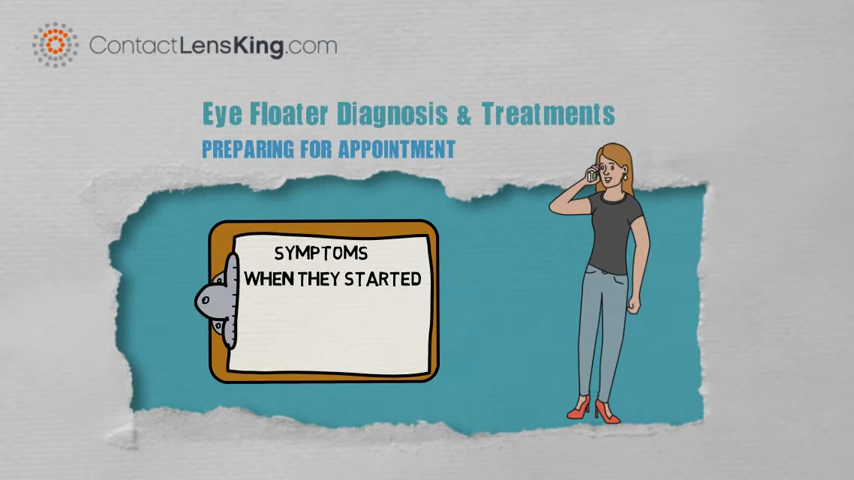 ContactLensKing.com
Eye Floater Diagnosis & Treatments
PREPARING FOR APPOINTMENT
SYMPTOMS
WHEN THEY STARTED